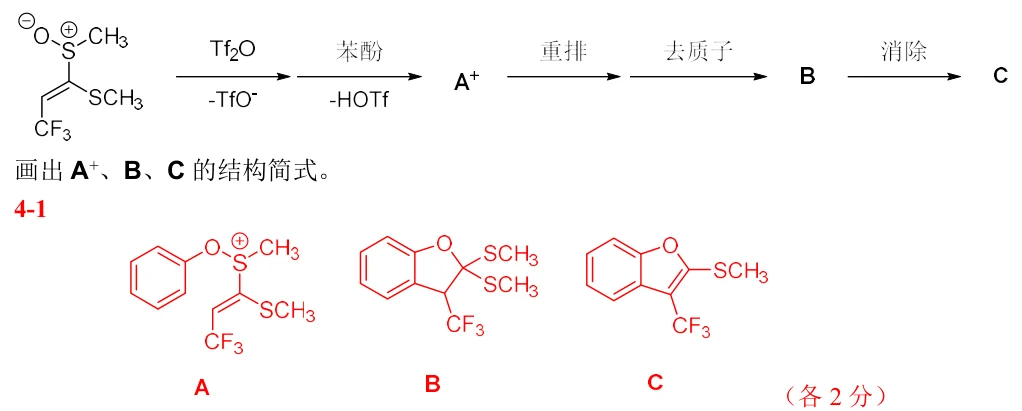 ⊖O S⊕ CH3
SCH3
CF3
Tf2O
-TfO-
苯酚
-HOTf
A+
重排
去质子
B
消除
C
画出 A+、B、C 的结构简式。
4-1
O S⊕ CH3
SCH3
CF3
A
O SCH3
SCH3
CF3
B
O SCH3
CF3
C
（各2分）